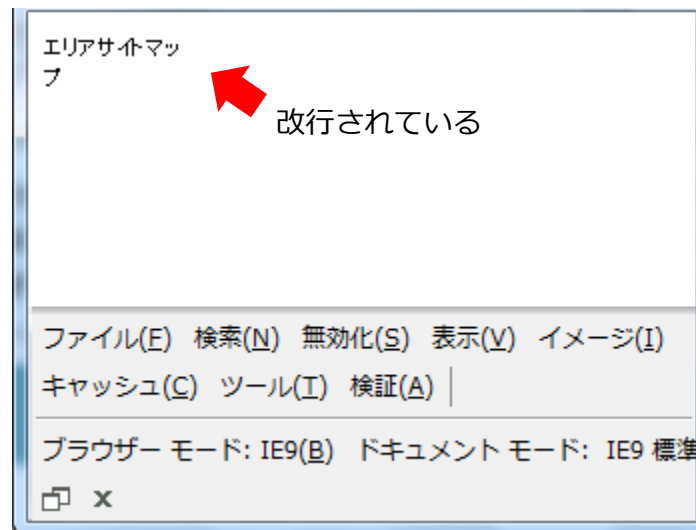 エリアサイトマッ
プ
改行されている
ファイル(F) 検索(N) 無効化(S) 表示(V) イメージ(I)
キャッシュ(C) ツール(T) 検証(A)
ブラウザー モード: IE9(B) ドキュメント モード: IE9 標準